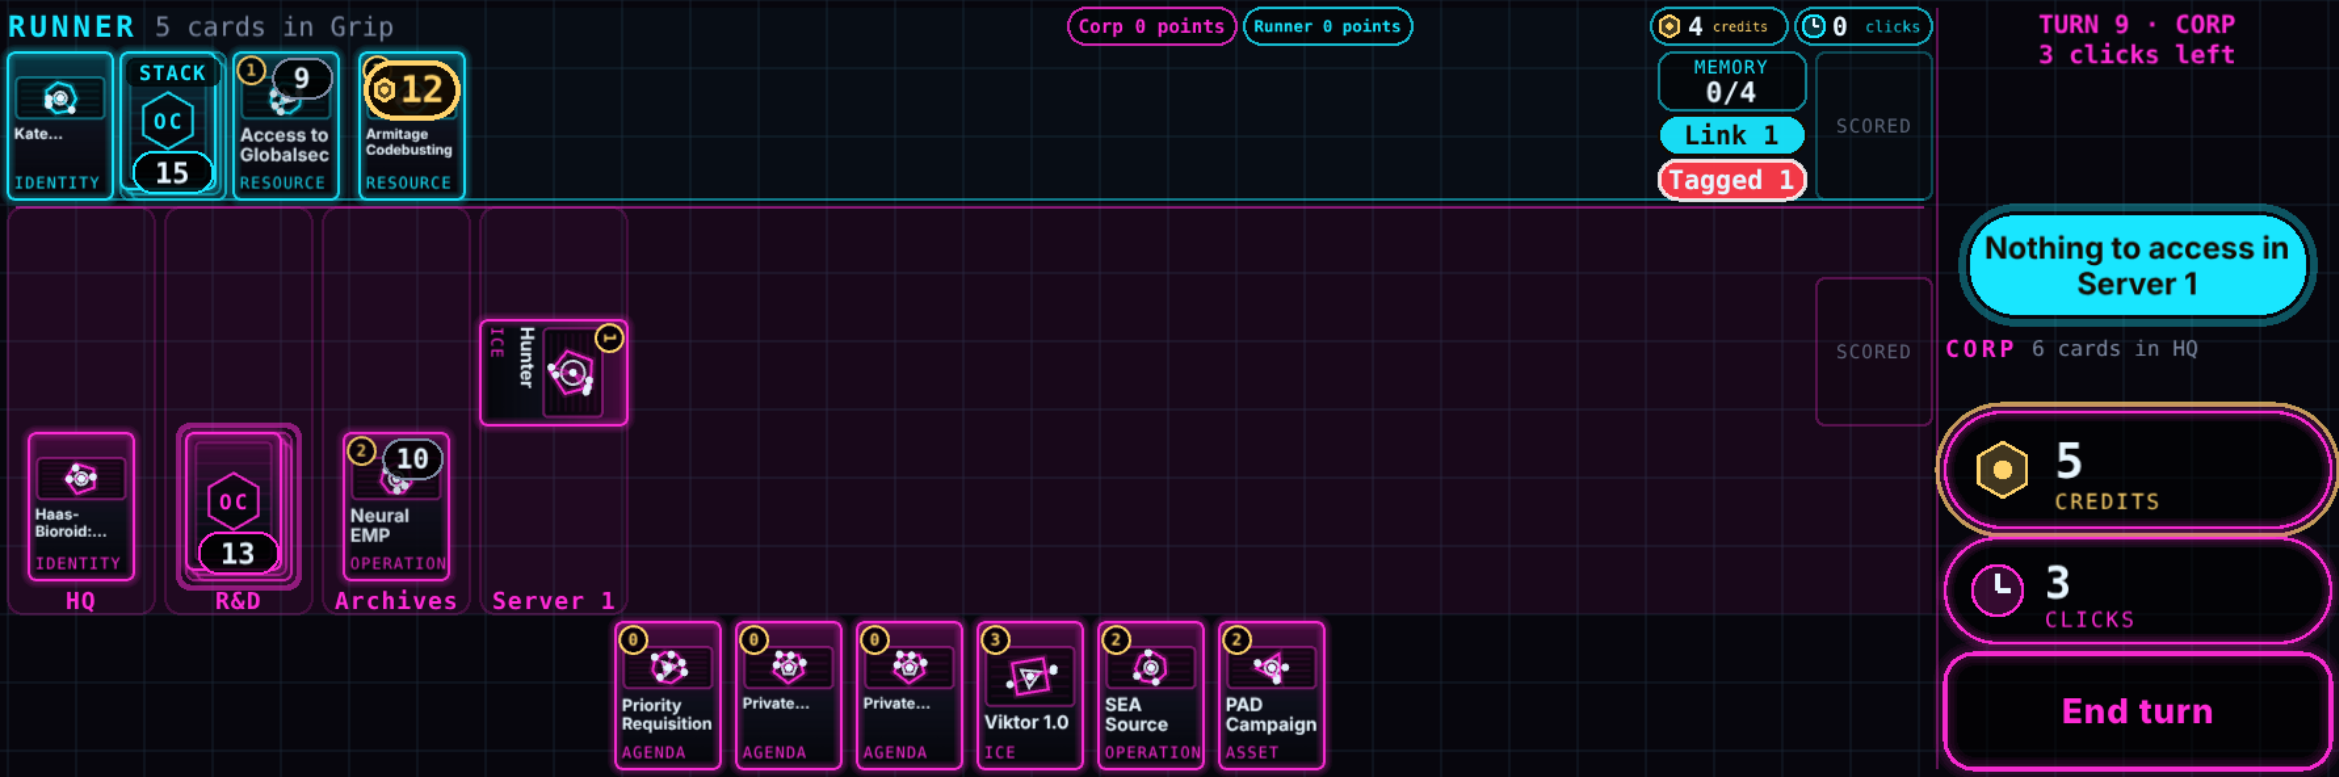 RUNNER 5 cards in Grip
Corp 0 points
Runner 0 points
4 credits
0 clicks
TURN 9 · CORP
3 clicks left
Kate...
IDENTITY
STACK
OC
15
1
9
Access to
Globalsec
RESOURCE
12
Armitage
Codebusting
RESOURCE
MEMORY
0/4
Link 1
Tagged 1
SCORED
Nothing to access in
Server 1
CORP 6 cards in HQ
ICE
Hunter
1
SCORED
Haas-
Bioroid:...
IDENTITY
HQ
OC
13
R&D
2
10
Neural
EMP
OPERATION
Archives
Server 1
5
CREDITS
3
CLICKS
End turn
0
Priority
Requisition
AGENDA
0
Private...
AGENDA
0
Private...
AGENDA
3
Viktor 1.0
ICE
2
SEA
Source
OPERATION
2
PAD
Campaign
ASSET